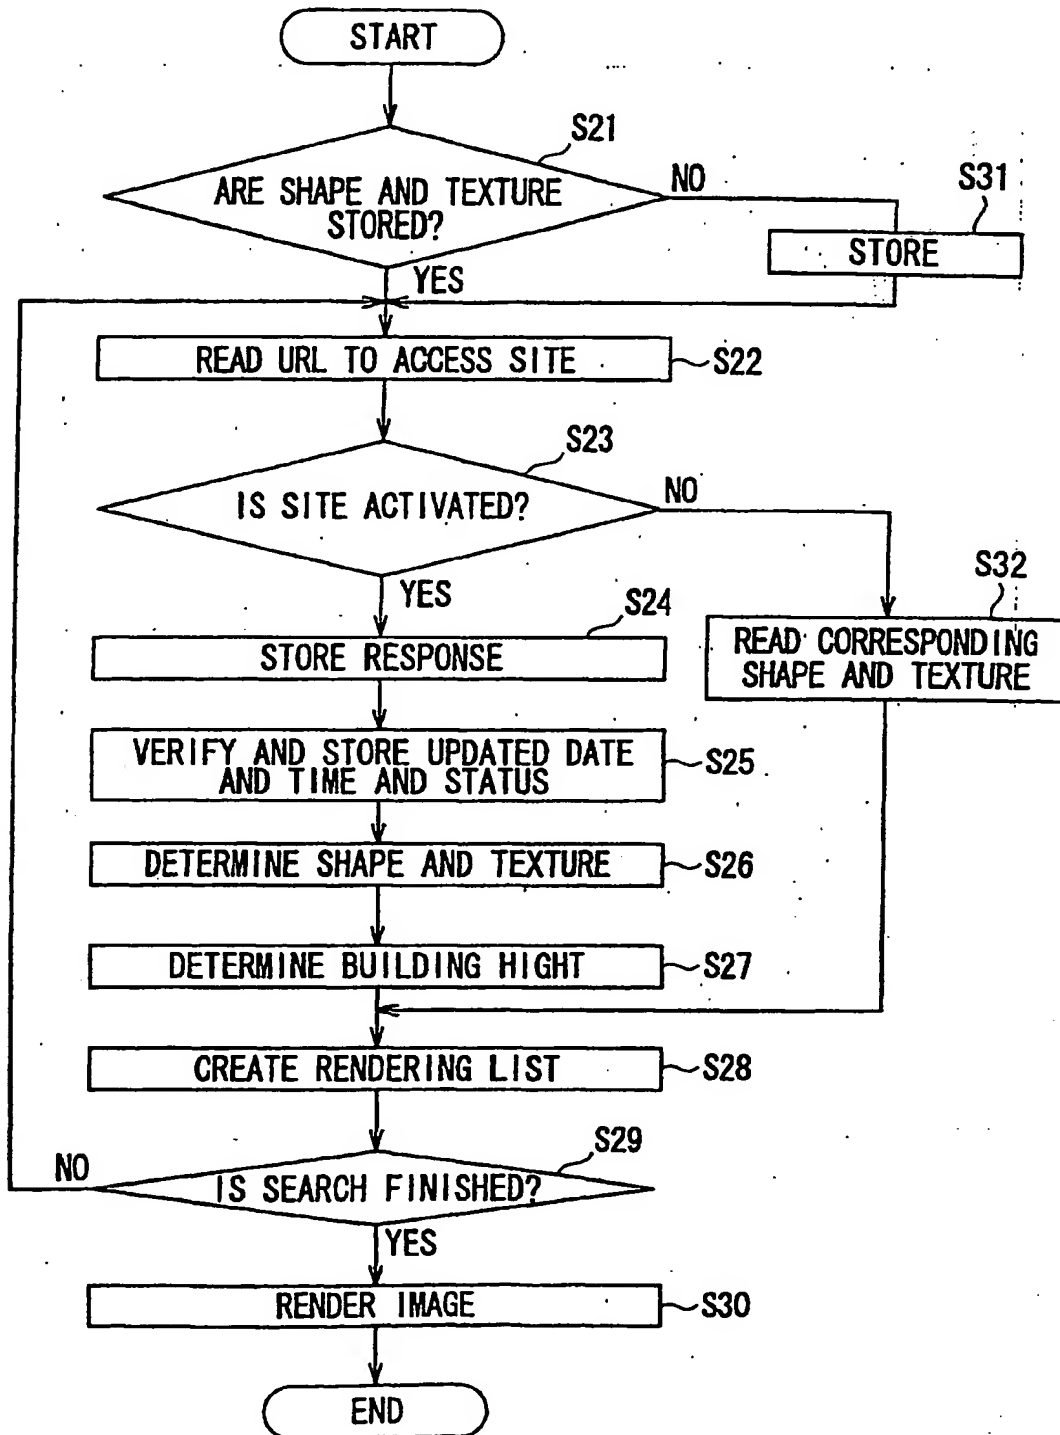 START
S21
ARE SHAPE AND TEXTURE
STORED?
NO
S31
STORE
YES
READ URL TO ACCESS SITE
S22
S23
IS SITE ACTIVATED?
NO
YES
S32
READ CORRESPONDING
SHAPE AND TEXTURE
S24
STORE RESPONSE
VERIFY AND STORE UPDATED DATE
AND TIME AND STATUS
S25
DETERMINE SHAPE AND TEXTURE
S26
DETERMINE BUILDING HIGHT
S27
CREATE RENDERING LIST
S28
S29
NO
IS SEARCH FINISHED?
YES
RENDER IMAGE
S30
END